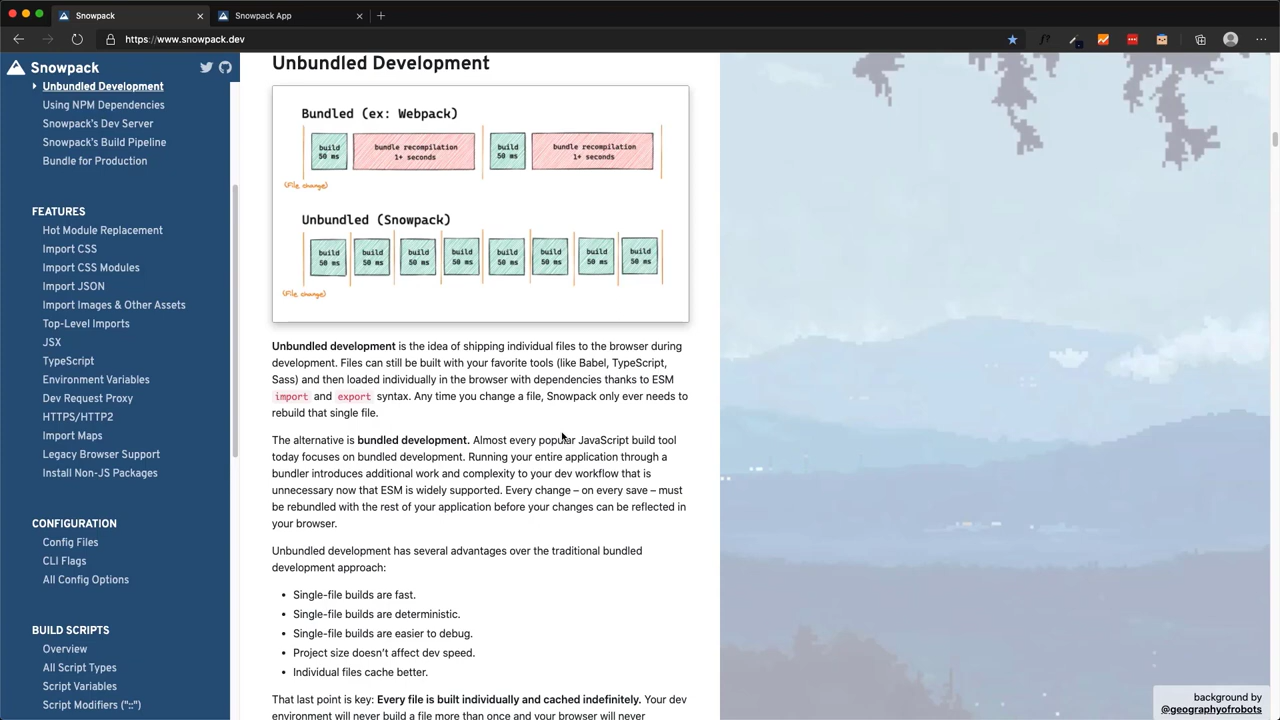 Snowpack
Snowpack App
https://www.snowpack.dev
Snowpack
Unbundled Development
Using NPM Dependencies
Snowpack's Dev Server
Snowpack's Build Pipeline
Bundle for Production
FEATURES
Hot Module Replacement
Import CSS
Import CSS Modules
Import JSON
Import Images & Other Assets
Top-Level Imports
JSX
TypeScript
Environment Variables
Dev Request Proxy
HTTPS/HTTP2
Import Maps
Legacy Browser Support
Install Non-JS Packages
CONFIGURATION
Config Files
CLI Flags
All Config Options
BUILD SCRIPTS
Overview
All Script Types
Script Variables
Script Modifiers ("::")
Unbundled Development
Bundled (ex: Webpack)
build
50 ms
bundle recompilation
1+ seconds
build
50 ms
bundle recompilation
1+ seconds
(File change)
Unbundled (Snowpack)
build
50 ms
build
50 ms
build
50 ms
build
50 ms
build
50 ms
build
50 ms
build
50 ms
build
50 ms
(File change)
Unbundled development is the idea of shipping individual files to the browser during
development. Files can still be built with your favorite tools (like Babel, TypeScript,
Sass) and then loaded individually in the browser with dependencies thanks to ESM
import and export syntax. Any time you change a file, Snowpack only ever needs to
rebuild that single file.
The alternative is bundled development. Almost every popular JavaScript build tool
today focuses on bundled development. Running your entire application through a
bundler introduces additional work and complexity to your dev workflow that is
unnecessary now that ESM is widely supported. Every change – on every save – must
be rebundled with the rest of your application before your changes can be reflected in
your browser.
Unbundled development has several advantages over the traditional bundled
development approach:
• Single-file builds are fast.
• Single-file builds are deterministic.
• Single-file builds are easier to debug.
• Project size doesn't affect dev speed.
• Individual files cache better.
That last point is key: Every file is built individually and cached indefinitely. Your dev
environment will never build a file more than once and your browser will never
background by
@geographyofrobots